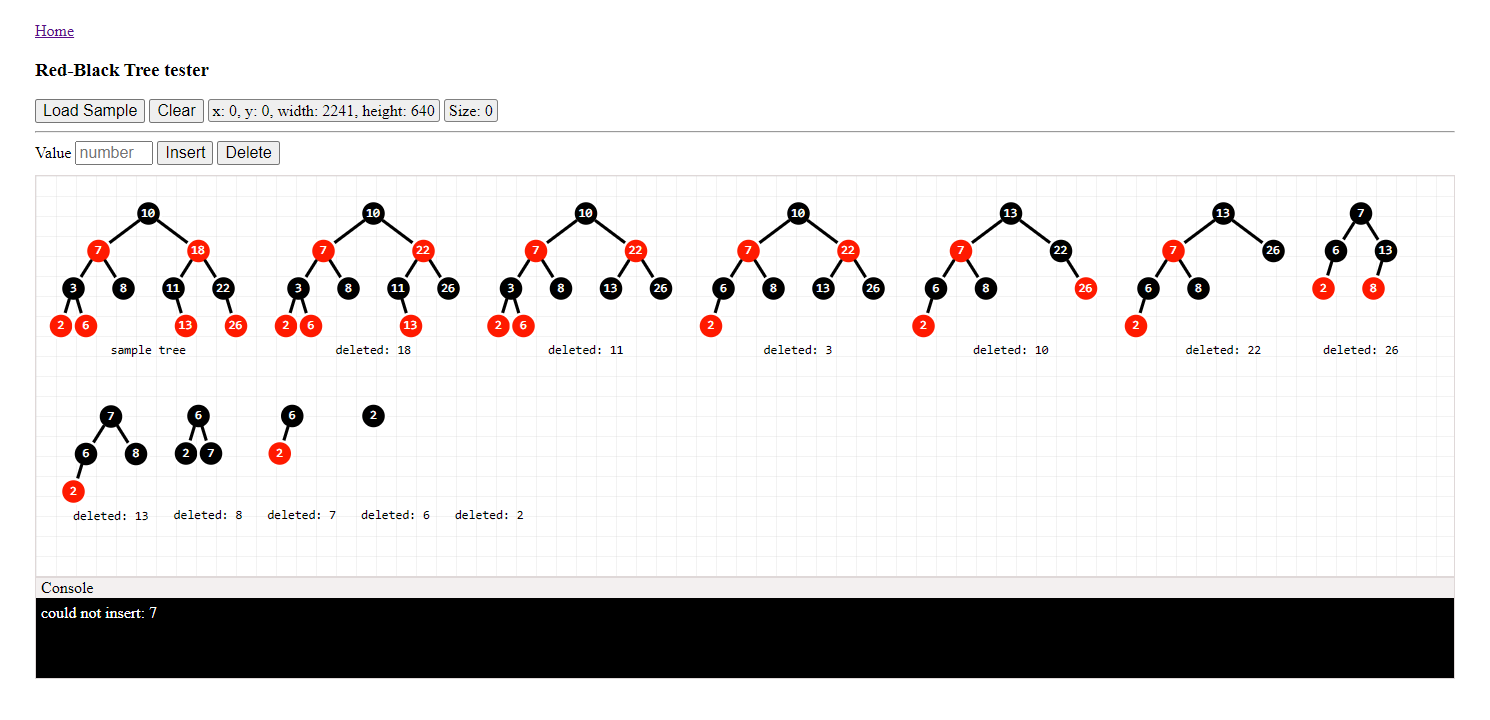 Home
Red-Black Tree tester
Load Sample Clear x: 0, y: 0, width: 2241, height: 640 Size: 0
Value number Insert Delete
10 10 10 10 13 13 7
7 18 7 22 7 22 7 22 7 22 7 26 6 13
3 8 11 22 3 8 11 26 3 8 13 26 6 8 13 26 6 8 26 6 8 2 8
2 6 13 26 2 6 13 2 6 2 2 2
sample tree deleted: 18 deleted: 11 deleted: 3 deleted: 10 deleted: 22 deleted: 26
7 6 6 2
6 8 2 7 2
2
deleted: 13 deleted: 8 deleted: 7 deleted: 6 deleted: 2
Console
could not insert: 7